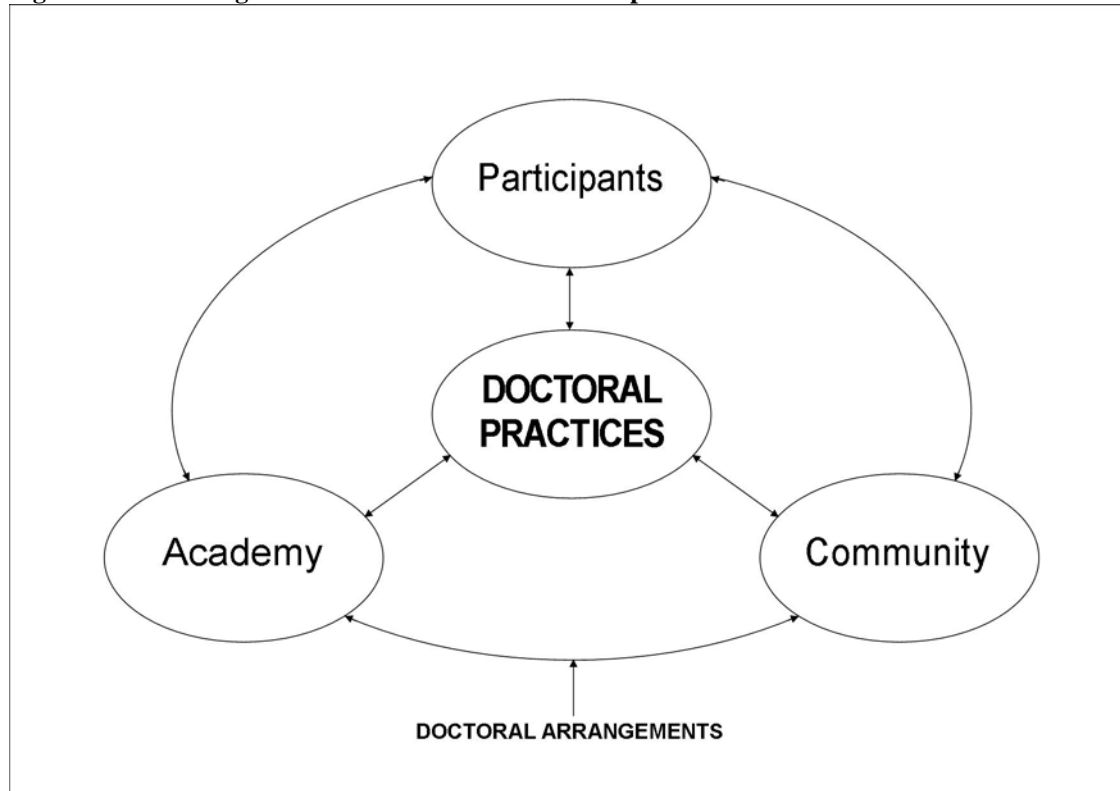 Participants
DOCTORAL
PRACTICES
Academy
Community
DOCTORAL ARRANGEMENTS